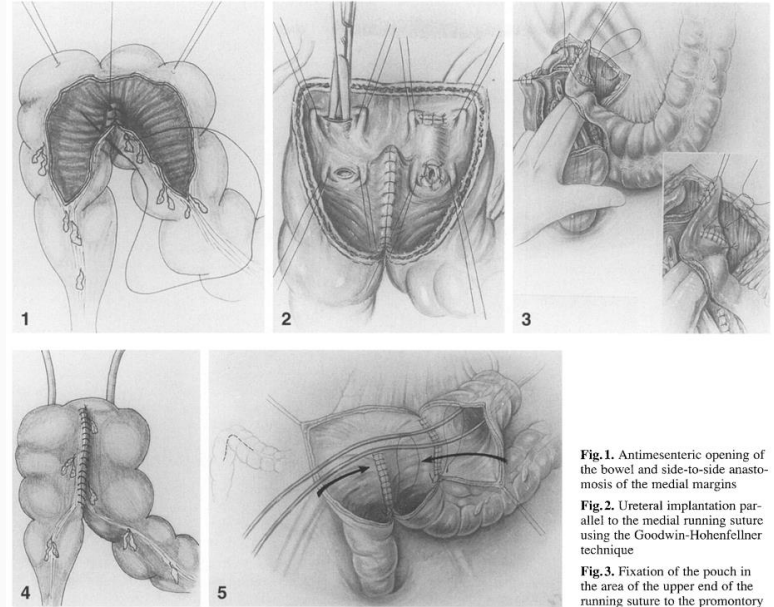 1
2
3
4
5
Fig.1. Antimesenteric opening of
the bowel and side-to-side anasto-
mosis of the medial margins
Fig.2. Ureteral implantation par-
allel to the medial running suture
using the Goodwin-Hohenfellner
technique
Fig.3. Fixation of the pouch in
the area of the upper end of the
running suture to the promontory